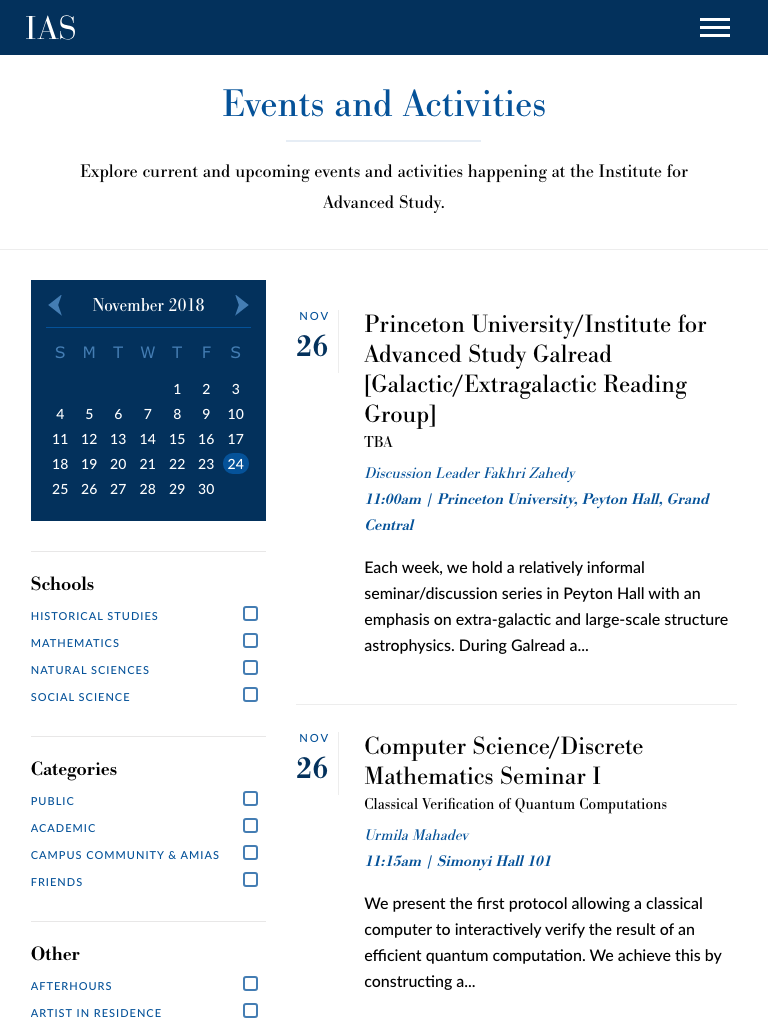 IAS
Events and Activities
Explore current and upcoming events and activities happening at the Institute for
Advanced Study.
November 2018
S M T W T F S
1 2 3
4 5 6 7 8 9 10
11 12 13 14 15 16 17
18 19 20 21 22 23 24
25 26 27 28 29 30
Schools
HISTORICAL STUDIES
MATHEMATICS
NATURAL SCIENCES
SOCIAL SCIENCE
Categories
PUBLIC
ACADEMIC
CAMPUS COMMUNITY & AMIAS
FRIENDS
Other
AFTERHOURS
ARTIST IN RESIDENCE
NOV
26
Princeton University/Institute for
Advanced Study Galread
[Galactic/Extragalactic Reading
Group]
TBA
Discussion Leader Fakhri Zahedy
11:00am | Princeton University, Peyton Hall, Grand
Central
Each week, we hold a relatively informal
seminar/discussion series in Peyton Hall with an
emphasis on extra-galactic and large-scale structure
astrophysics. During Galread a...
NOV
26
Computer Science/Discrete
Mathematics Seminar I
Classical Verification of Quantum Computations
Urmila Mahadev
11:15am | Simonyi Hall 101
We present the first protocol allowing a classical
computer to interactively verify the result of an
efficient quantum computation. We achieve this by
constructing a...